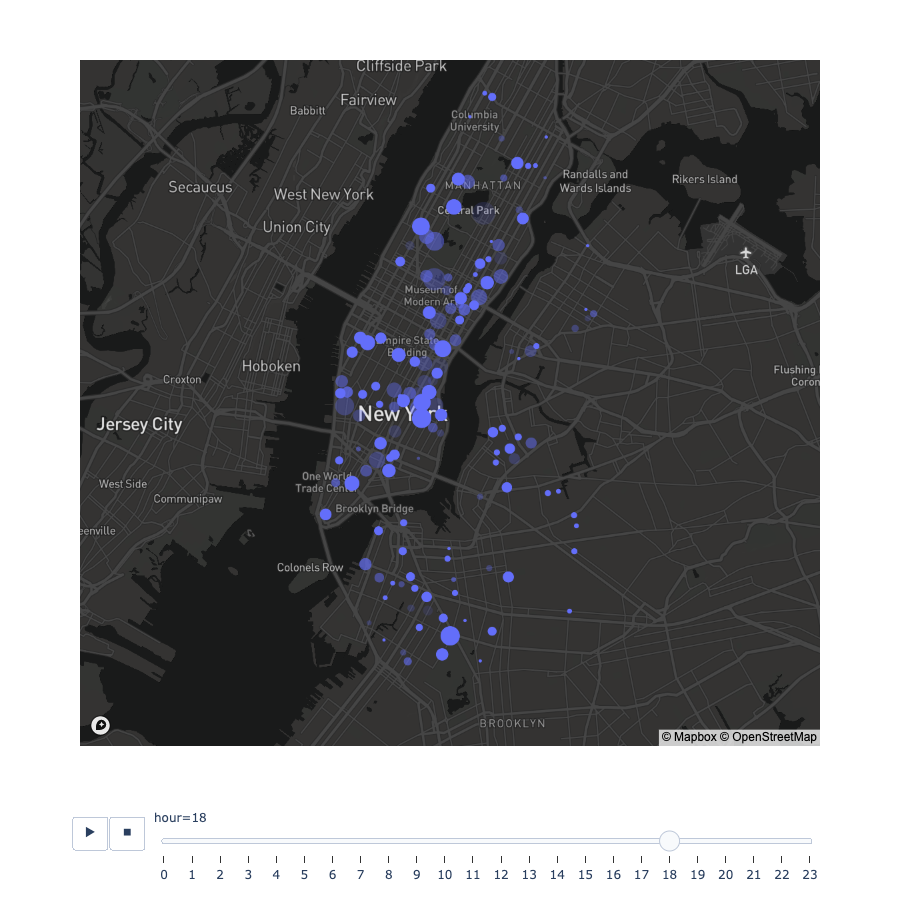 Cliffside Park
Fairview
Babbitt
Columbia
University
Secaucus
Randalls and
Wards Islands
Rikers Island
MANHATTAN
West New York
Central Park
Union City
LGA
Museum of
Modern Art
Empire State
Building
Hoboken
Flushing
Coron
Croxton
New York
Jersey City
One World
Trade Center
West Side
Communipaw
Brooklyn Bridge
eenville
Colonels Row
BROOKLYN
© Mapbox © OpenStreetMap
hour=18
0 1 2 3 4 5 6 7 8 9 10 11 12 13 14 15 16 17 18 19 20 21 22 23